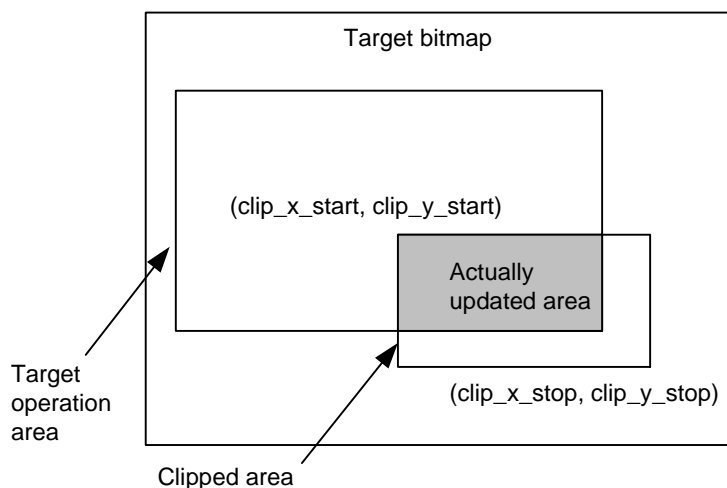 Target bitmap
(clip_x_start, clip_y_start)
Actually
updated area
Target
operation
area
(clip_x_stop, clip_y_stop)
Clipped area